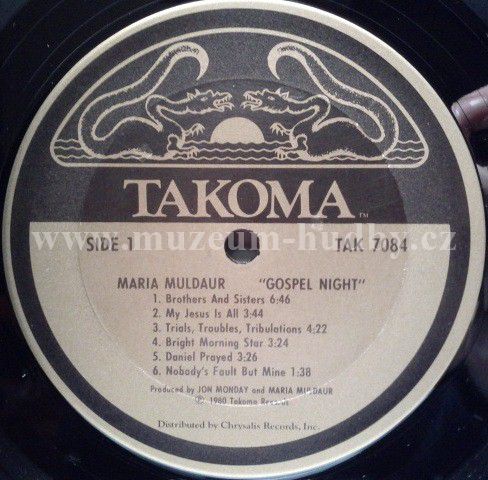 TAKOMA™
www.muzeum-hudby.cz
SIDE 1 TAK 7084
MARIA MULDAUR "GOSPEL NIGHT"
1. Brothers And Sisters 6:46
2. My Jesus Is All 3:44
3. Trials, Troubles, Tribulations 4:22
4. Bright Morning Star 3:24
5. Daniel Prayed 3:26
6. Nobody's Fault But Mine 1:38
Produced by JON MONDAY and MARIA MULDAUR
℗ 1980 Takoma Records
Distributed by Chrysalis Records, Inc.